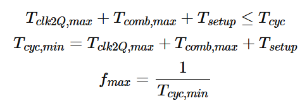 T_{clk2Q,max} + T_{comb,max} + T_{setup} ≤ T_{cyc}
T_{cyc,min} = T_{clk2Q,max} + T_{comb,max} + T_{setup}
f_{max} = \frac{1}{T_{cyc,min}}